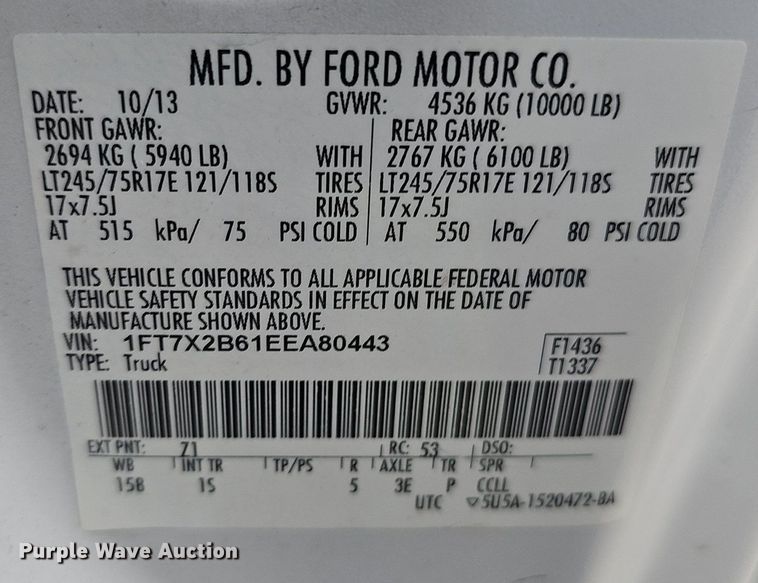 MFD. BY FORD MOTOR CO.
DATE: 10/13 GVWR: 4536 KG (10000 LB)
FRONT GAWR: REAR GAWR:
2694 KG ( 5940 LB) WITH 2767 KG ( 6100 LB) WITH
LT245/75R17E 121/118S TIRES LT245/75R17E 121/118S TIRES
17x7.5J RIMS 17x7.5J RIMS
AT 515 kPa/ 75 PSI COLD AT 550 kPa/ 80 PSI COLD
THIS VEHICLE CONFORMS TO ALL APPLICABLE FEDERAL MOTOR
VEHICLE SAFETY STANDARDS IN EFFECT ON THE DATE OF
MANUFACTURE SHOWN ABOVE.
VIN: 1FT7X2B61EEA80443 F1436
TYPE: Truck T1337
EXT PNT: 71 RC: 53 DSO:
WB INT TR TP/PS R AXLE TR SPR
158 1S 5 3E P CCLL
UTC ▽5U5A-1520472-BA
Purple Wave Auction